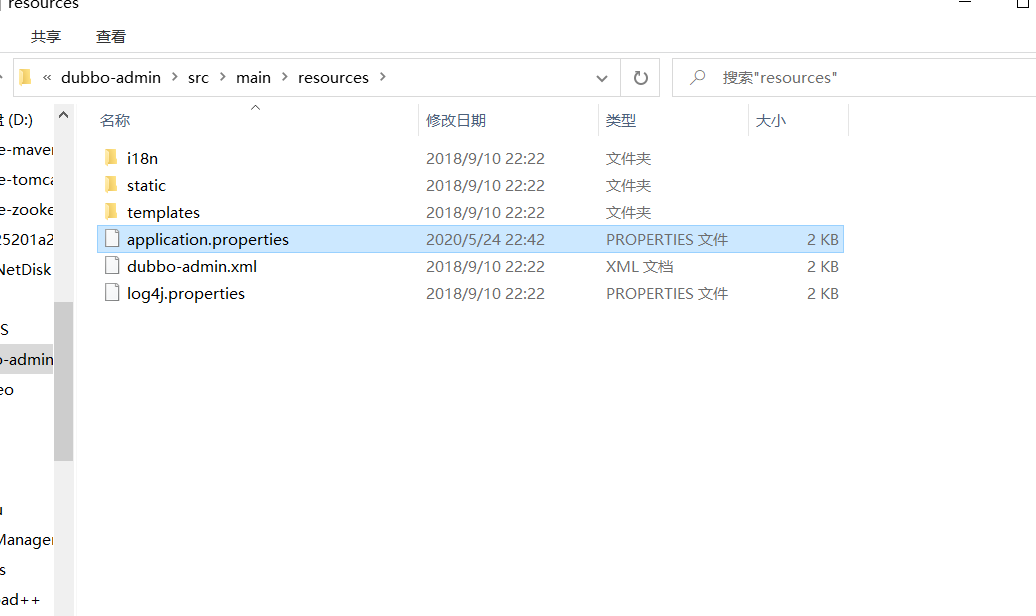 resources
共享 查看
« dubbo-admin > src > main > resources > 搜索"resources"
(D:)
名称 修改日期 类型 大小
e-maven
i18n 2018/9/10 22:22 文件夹
e-tomca
static 2018/9/10 22:22 文件夹
e-zooke
templates 2018/9/10 22:22 文件夹
25201a2
application.properties 2020/5/24 22:42 PROPERTIES 文件 2 KB
NetDisk
dubbo-admin.xml 2018/9/10 22:22 XML 文档 2 KB
log4j.properties 2018/9/10 22:22 PROPERTIES 文件 2 KB
S
o-admin
eo
Manager
s
ad++